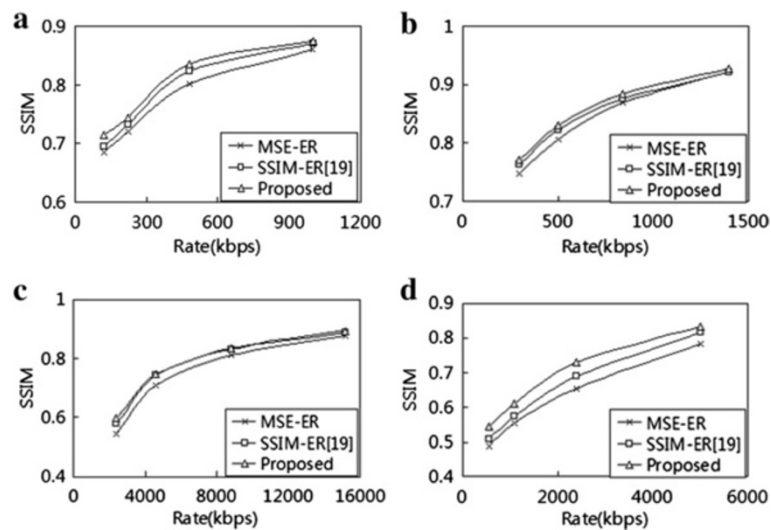 a
0.9
0.8
0.7
0.6
SSIM
0 300 600 900 1200
Rate(kbps)
MSE-ER
SSIM-ER[19]
Proposed
b
1
0.9
0.8
0.7
SSIM
0 500 1000 1500
Rate(kbps)
MSE-ER
SSIM-ER[19]
Proposed
c
1
0.8
0.6
0.4
SSIM
0 4000 8000 12000 16000
Rate(kbps)
MSE-ER
SSIM-ER[19]
Proposed
d
0.9
0.8
0.7
0.6
0.5
0.4
SSIM
0 2000 4000 6000
Rate(kbps)
MSE-ER
SSIM-ER[19]
Proposed